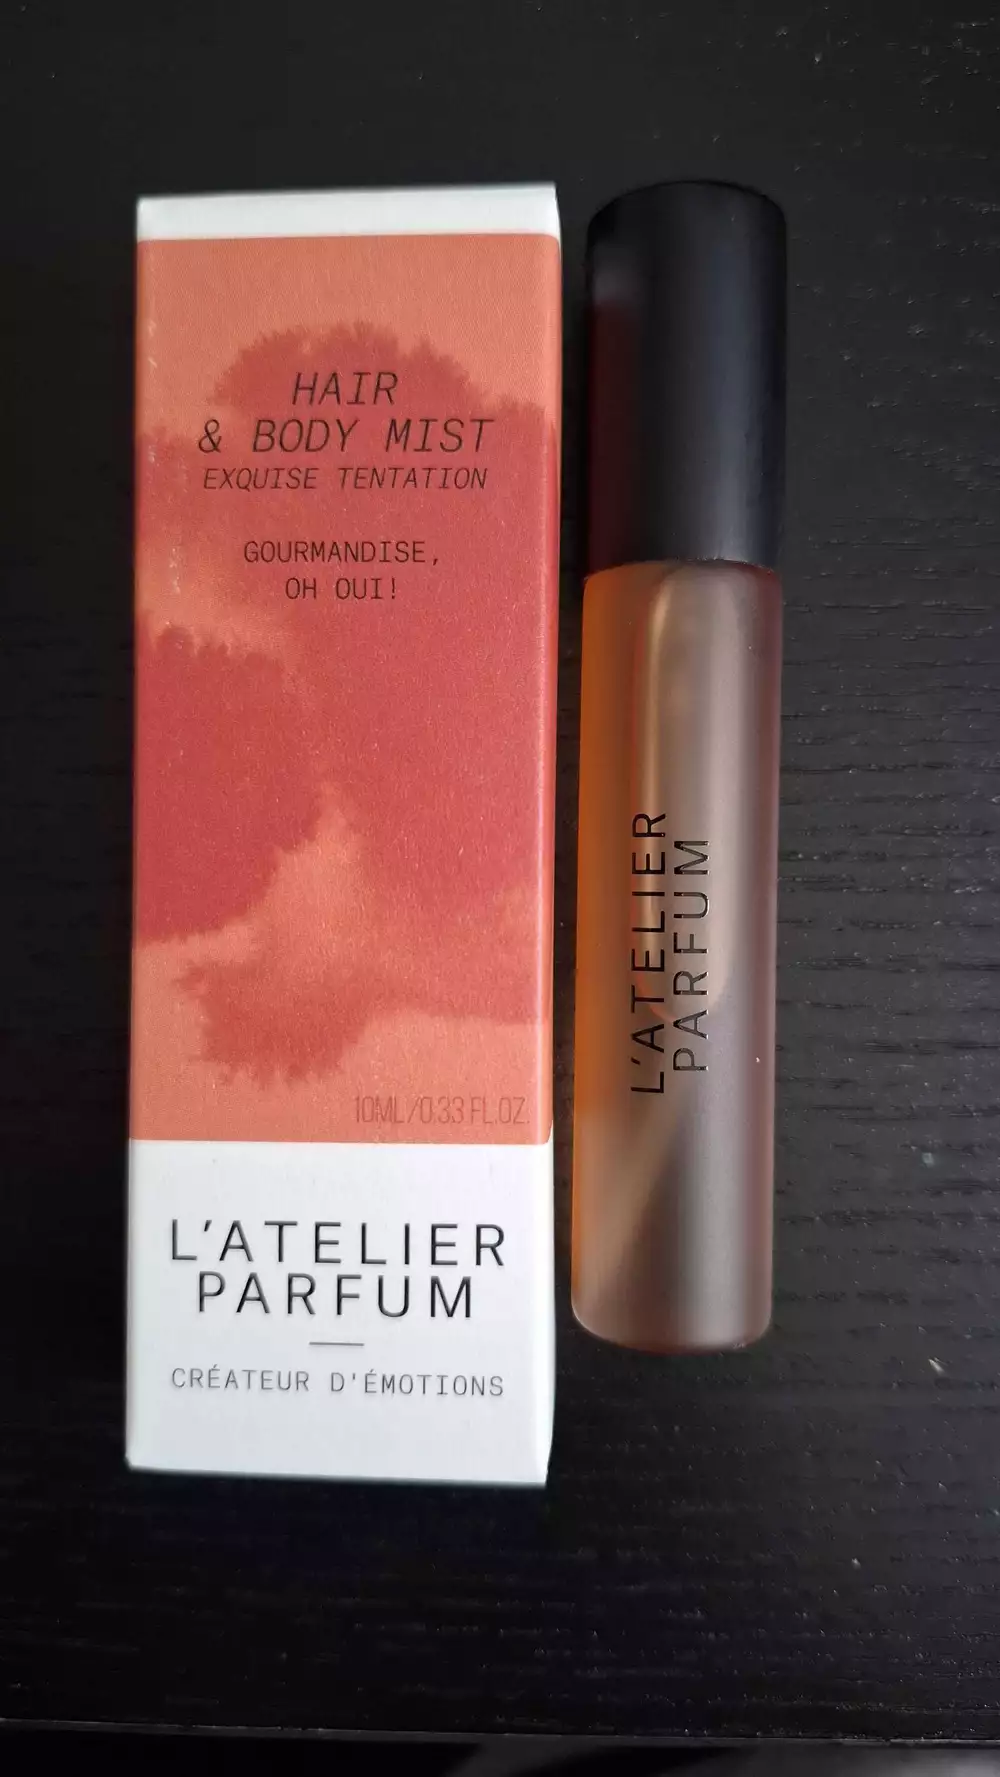 HAIR
& BODY MIST
EXQUISE TENTATION
GOURMANDISE,
OH OUI!
10ML/0.33 FL.OZ.
L'ATELIER
PARFUM
CRÉATEUR D'ÉMOTIONS
L'ATELIER
PARFUM